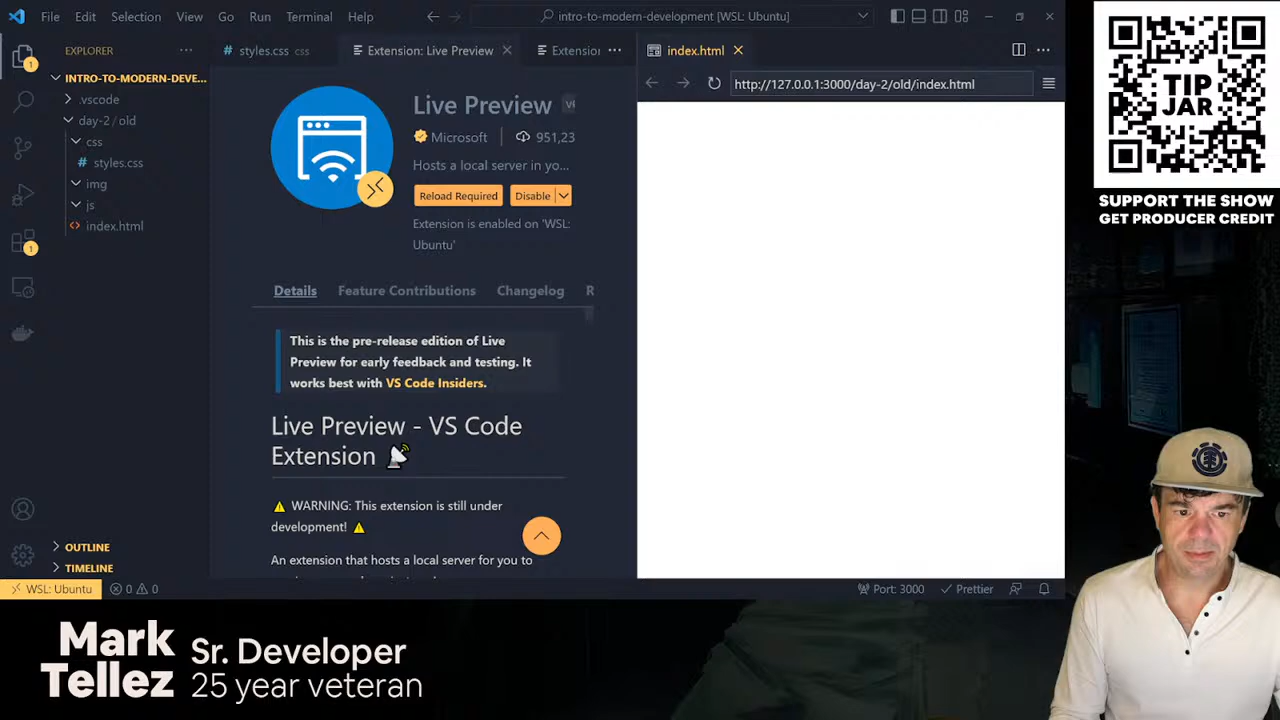 File Edit Selection View Go Run Terminal Help
intro-to-modern-development [WSL: Ubuntu]
EXPLORER
INTRO-TO-MODERN-DEVE...
.vscode
day-2 / old
css
# styles.css
img
js
<> index.html
OUTLINE
TIMELINE
1
1
# styles.css css
Extension: Live Preview
Extensior
Live Preview
Microsoft
951,23
Hosts a local server in yo...
Reload Required
Disable
Extension is enabled on 'WSL:
Ubuntu'
Details Feature Contributions Changelog R
This is the pre-release edition of Live
Preview for early feedback and testing. It
works best with VS Code Insiders.
Live Preview - VS Code
Extension
WARNING: This extension is still under
development!
An extension that hosts a local server for you to
index.html
http://127.0.0.1:3000/day-2/old/index.html
WSL: Ubuntu
0 0
Port: 3000
Prettier
TIP
JAR
SUPPORT THE SHOW
GET PRODUCER CREDIT
Mark
Tellez
Sr. Developer
25 year veteran